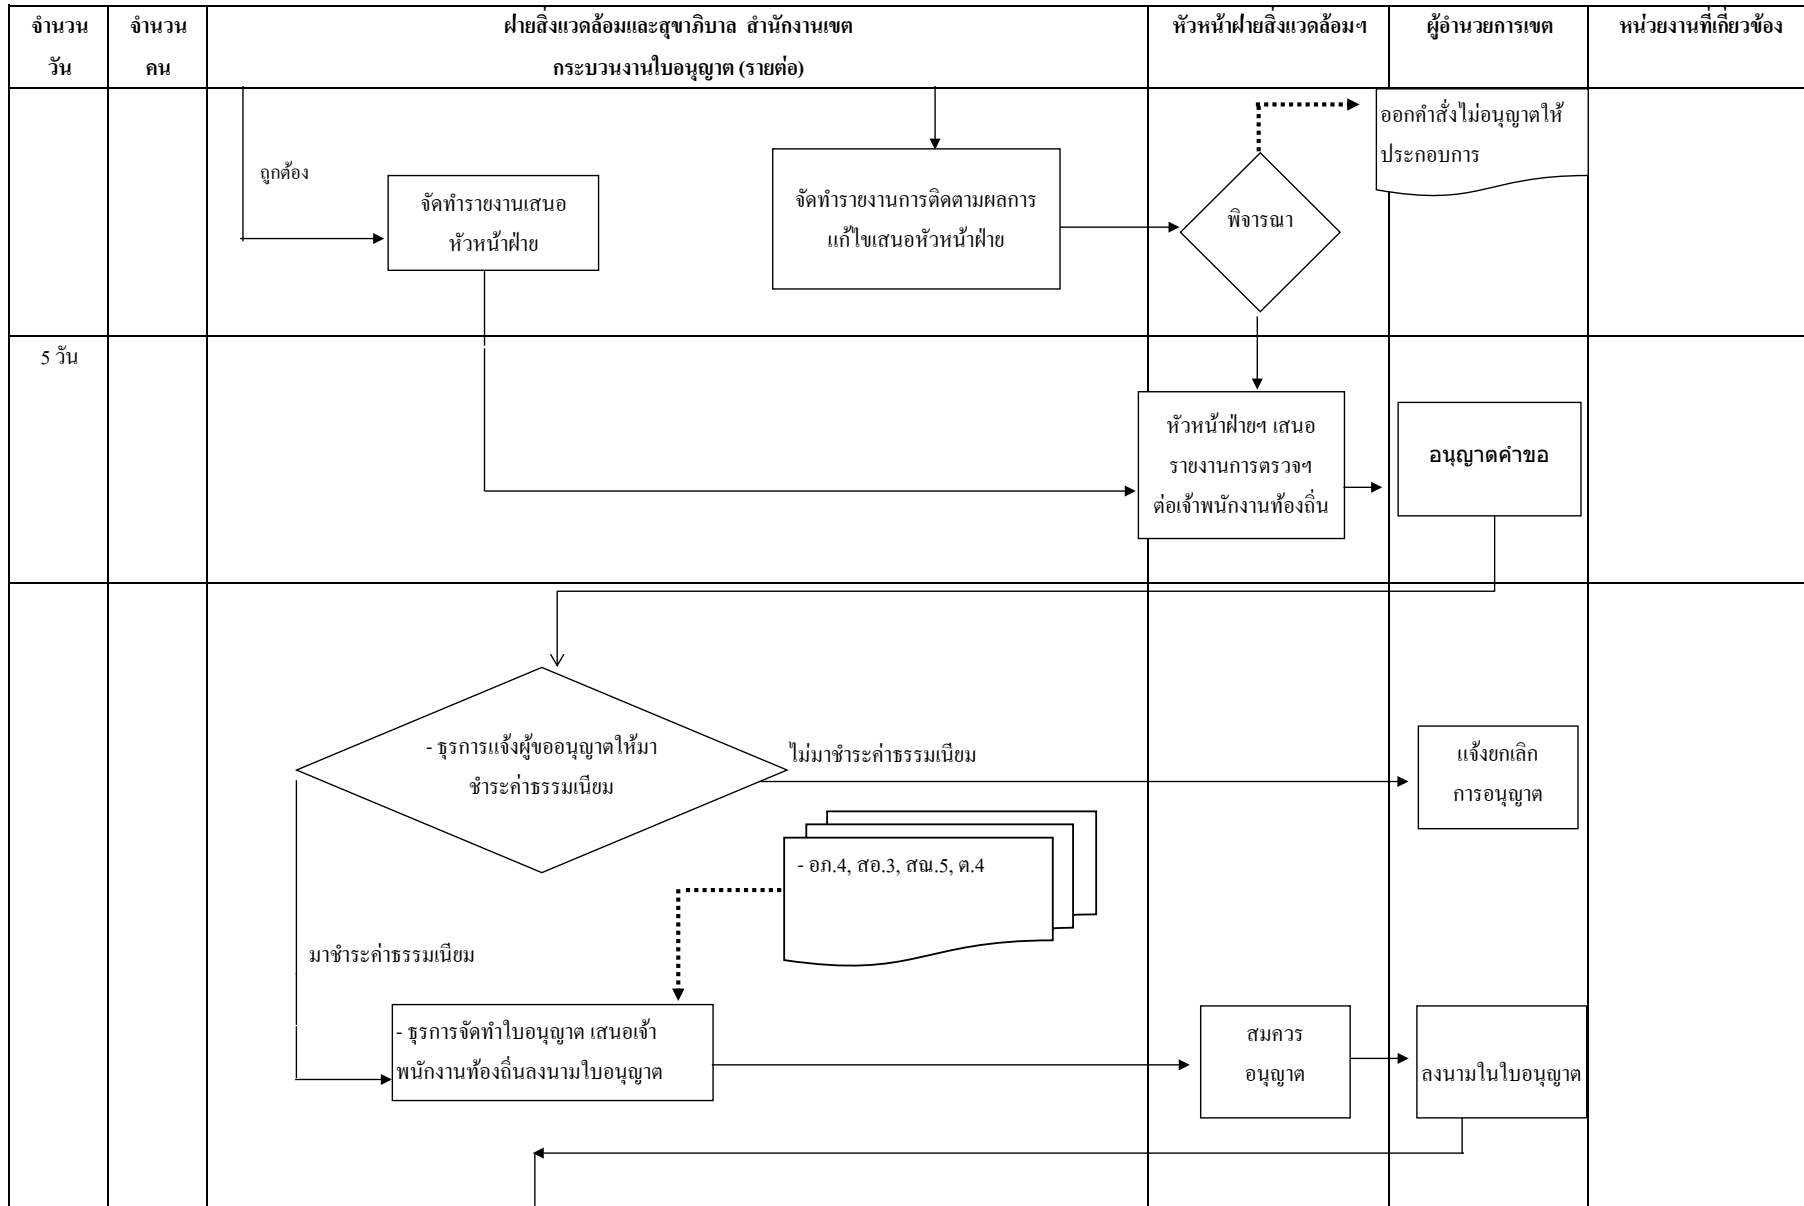 จำนวน
วัน
จำนวน
คน
ฝ่ายสิ่งแวดล้อมและสุขาภิบาล สำนักงานเขต
กระบวนงานใบอนุญาต (รายต่อ)
หัวหน้าฝ่ายสิ่งแวดล้อมฯ
ผู้อำนวยการเขต
หน่วยงานที่เกี่ยวข้อง
ถูกต้อง
จัดทำรายงานเสนอ
หัวหน้าฝ่าย
จัดทำรายงานการติดตามผลการ
แก้ไขเสนอหัวหน้าฝ่าย
พิจารณา
ออกคำสั่งไม่อนุญาตให้
ประกอบการ
5 วัน
หัวหน้าฝ่ายฯ เสนอ
รายงานการตรวจฯ
ต่อเจ้าพนักงานท้องถิ่น
อนุญาตคำขอ
- ธุรการแจ้งผู้ขออนุญาตให้มา
ชำระค่าธรรมเนียม
ไม่มาชำระค่าธรรมเนียม
แจ้งยกเลิก
การอนุญาต
- อภ.4, สอ.3, สณ.5, ต.4
มาชำระค่าธรรมเนียม
- ธุรการจัดทำใบอนุญาต เสนอเจ้า
พนักงานท้องถิ่นลงนามใบอนุญาต
สมควร
อนุญาต
ลงนามในใบอนุญาต